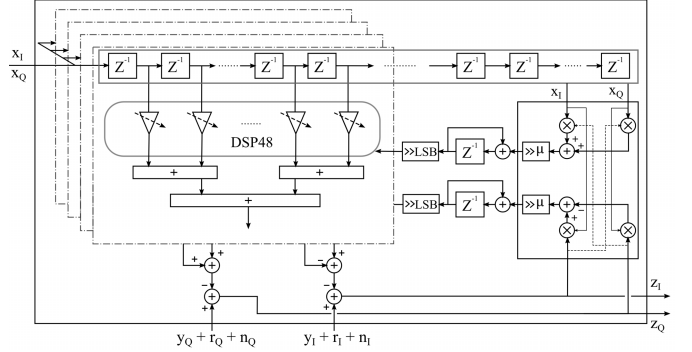 x_I
x_Q
Z⁻¹ Z⁻¹ Z⁻¹ Z⁻¹ Z⁻¹ Z⁻¹ Z⁻¹
x_I x_Q
DSP48
>>LSB Z⁻¹ + >>μ + + +
+ +
+
>>LSB Z⁻¹ + >>μ + − +
+ + − +
− + − +
z_I
z_Q
y_Q + r_Q + n_Q y_I + r_I + n_I